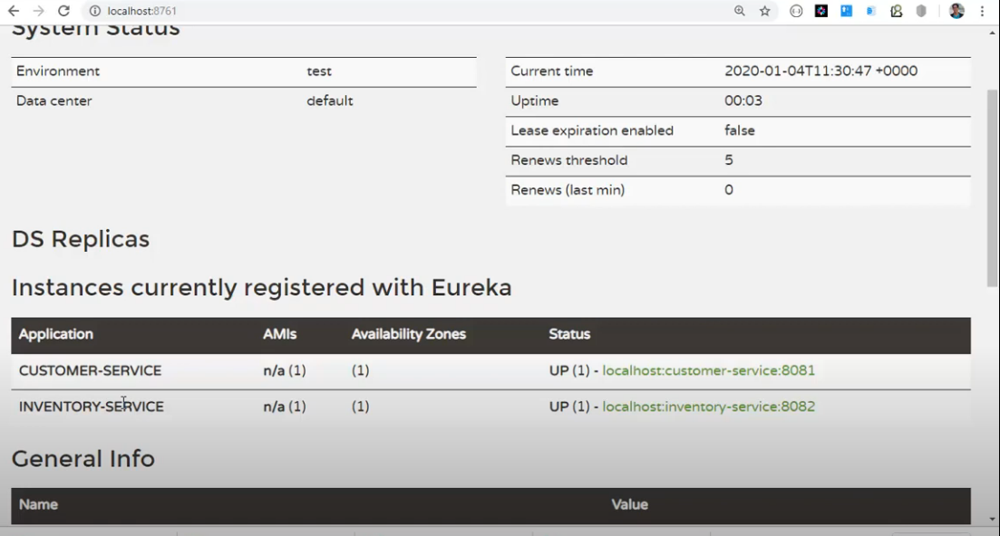 localhost:8761
System Status
Environment test
Data center default
Current time 2020-01-04T11:30:47 +0000
Uptime 00:03
Lease expiration enabled false
Renews threshold 5
Renews (last min) 0
DS Replicas
Instances currently registered with Eureka
Application AMIs Availability Zones Status
CUSTOMER-SERVICE n/a (1) (1) UP (1) - localhost:customer-service:8081
INVENTORY-SERVICE n/a (1) (1) UP (1) - localhost:inventory-service:8082
General Info
Name Value